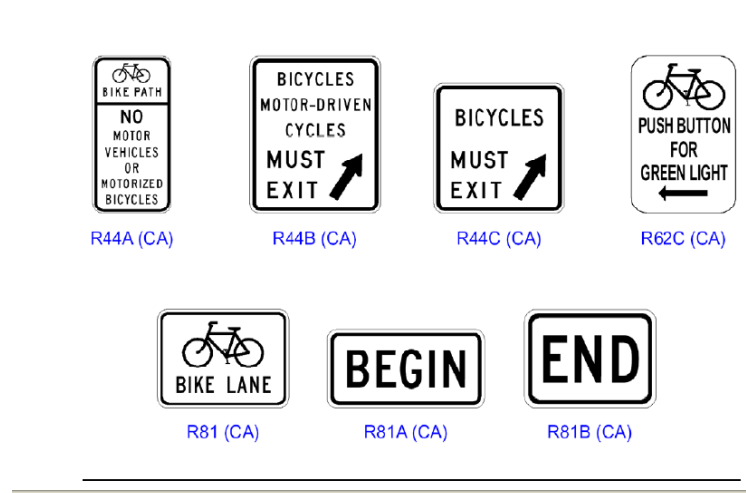 BIKE PATH
NO
MOTOR
VEHICLES
OR
MOTORIZED
BICYCLES
R44A (CA)
BICYCLES
MOTOR-DRIVEN
CYCLES
MUST
EXIT
R44B (CA)
BICYCLES
MUST
EXIT
R44C (CA)
PUSH BUTTON
FOR
GREEN LIGHT
R62C (CA)
BIKE LANE
R81 (CA)
BEGIN
R81A (CA)
END
R81B (CA)